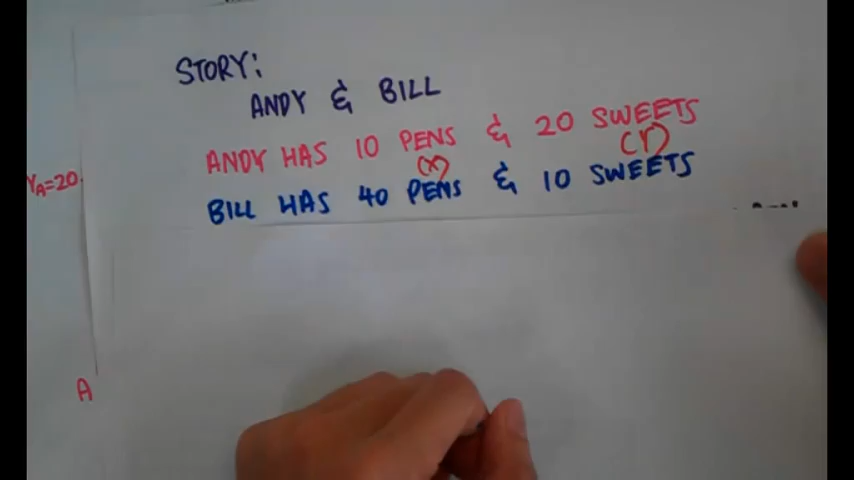 STORY:
ANDY & BILL
ANDY HAS 10 PENS & 20 SWEETS
(X) (Y)
BILL HAS 40 PENS & 10 SWEETS
YA=20
A